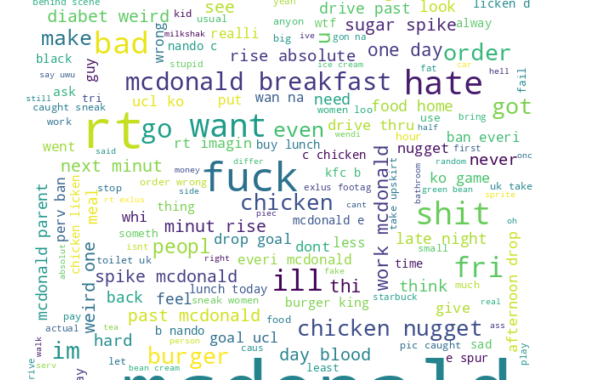 behind scene
yeah
licken d
diabet weird
kid
usual
see
drive past
look
anyon
wtf
sugar spike
alway
milkshak
realli
big
ive
u
gon na
make
bad
wrong
nando c
rise absolute
one day
order
black
guy
stupid
ice cream
fat
car
hell
say uwu
mcdonald breakfast
hate
fail
ask
still
tri
caught sneak
ucl ko
put
wan na
need
women loo
food home
got
use
bring
work
rt
go
want
even
drive thru
half
hour
ban everi
wendi
went
said
rt imagin
buy lunch
nugget
first
next minut
differ
c chicken
kfc b
random
never
onc
order wrong
money
fuck
exlus footag
work mcdonald
take upskirt
bathroom
ko game
green bean
uk take
sprite
mcdonald parent
perv ban
chicken licken
meal
stop
side
rt exlus
chicken
cant
thing
piec
whi
minut rise
mcdonald e
shit
oh
someth
isnt
peopl
drop goal
dont
less
late night
small
afternoon drop
absolut
toilet uk
right
everi mcdonald
weird one
spike mcdonald
fake
ill
thi
time
think
fri
lunch today
starbuck
much
back
feel
sneak women
burger king
give
real
pay
past mcdonald
food
actual
tea
b nando
chicken nugget
ass
im
hard
person
goal ucl
pic caught
sad
play
walk
burger
caus
day blood
e spur
serv
let
least
bean cream
mcdonald